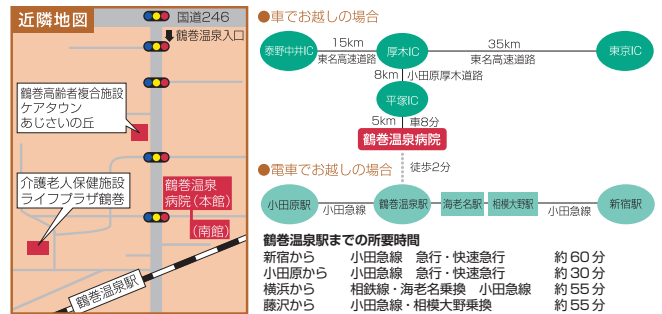 近隣地図
国道246
鶴巻温泉入口
鶴巻高齢者複合施設
ケアタウン
あじさいの丘
介護老人保健施設
ライフプラザ鶴巻
鶴巻温泉
病院（本館）
（南館）
鶴巻温泉駅
●車でお越しの場合
秦野中井IC
15km
東名高速道路
厚木IC
35km
東名高速道路
東京IC
8km
小田原厚木道路
平塚IC
5km
車8分
鶴巻温泉病院
徒歩2分
●電車でお越しの場合
小田原駅
小田急線
鶴巻温泉駅
海老名駅
相模大野駅
小田急線
新宿駅
鶴巻温泉駅までの所要時間
新宿から 小田急線 急行・快速急行 約60分
小田原から 小田急線 急行・快速急行 約30分
横浜から 相鉄線・海老名乗換 小田急線 約55分
藤沢から 小田急線・相模大野乗換 約55分